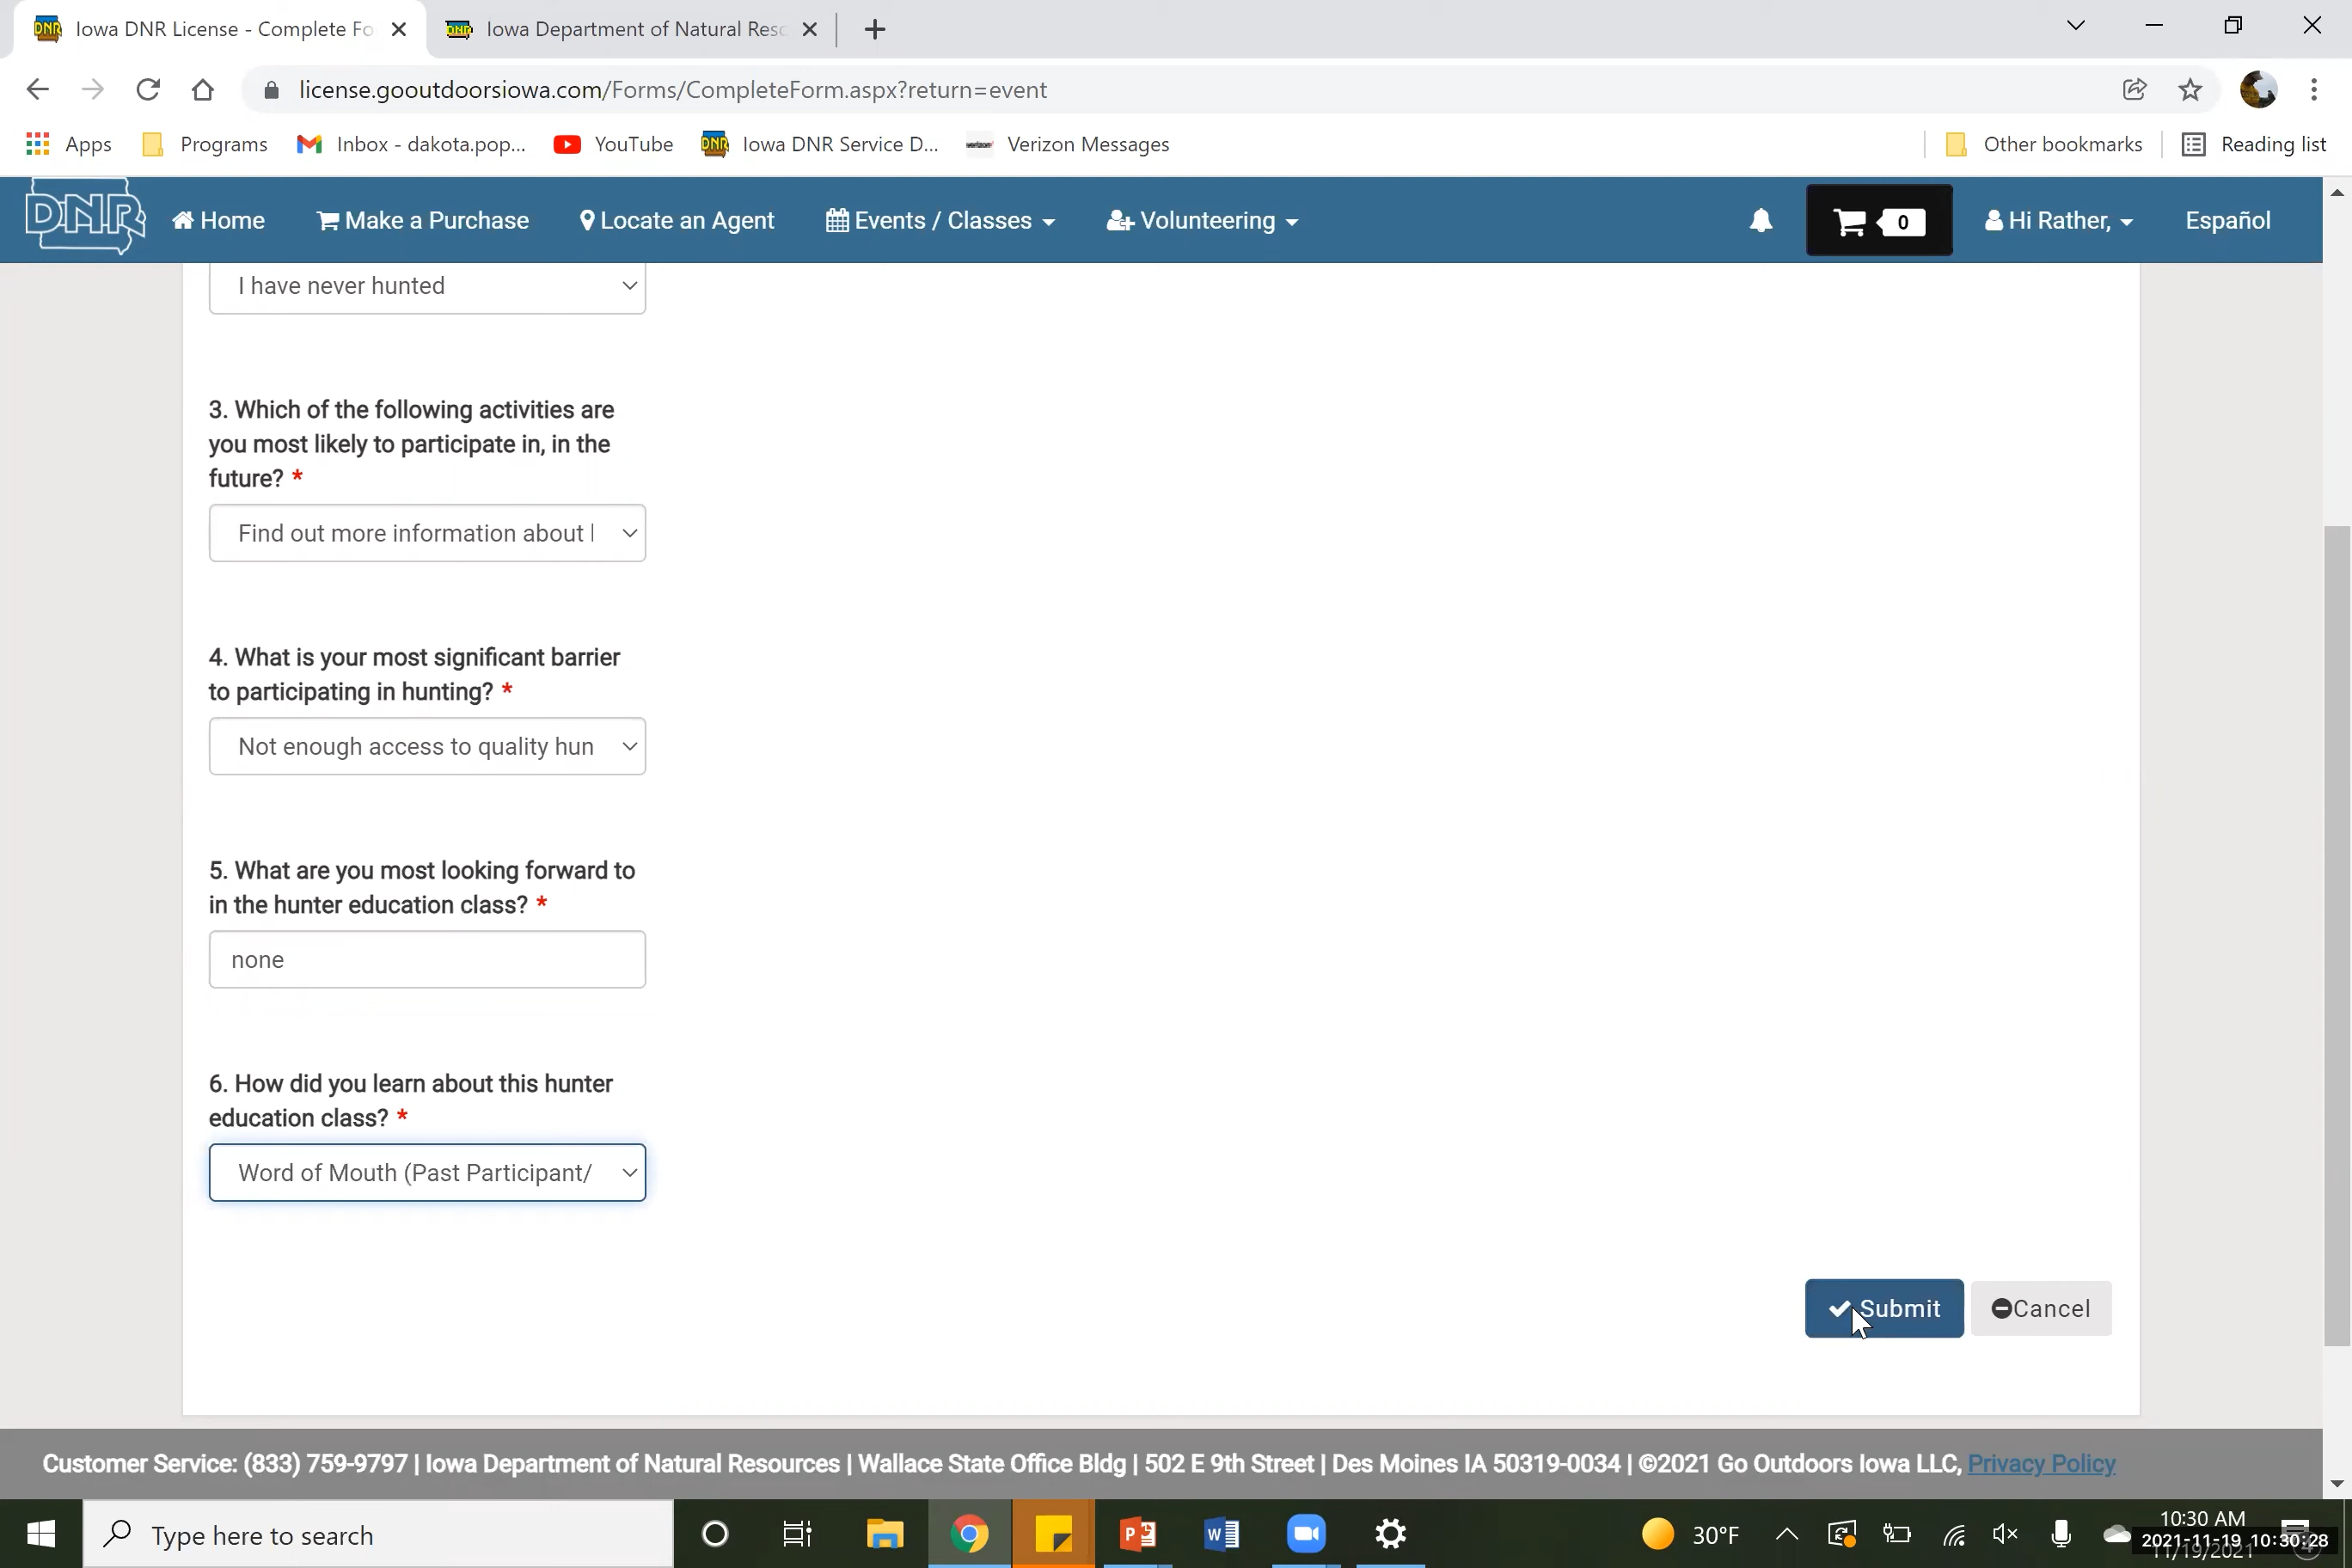 Iowa DNR License - Complete Fo
Iowa Department of Natural Reso
license.gooutdoorsiowa.com/Forms/CompleteForm.aspx?return=event
Apps
Programs
Inbox - dakota.pop...
YouTube
Iowa DNR Service D...
Verizon Messages
Other bookmarks
Reading list
DNR
Home
Make a Purchase
Locate an Agent
Events / Classes
Volunteering
0
Hi Rather,
Español
I have never hunted
3. Which of the following activities are
you most likely to participate in, in the
future? *
Find out more information about
4. What is your most significant barrier
to participating in hunting? *
Not enough access to quality hun
5. What are you most looking forward to
in the hunter education class? *
none
6. How did you learn about this hunter
education class? *
Word of Mouth (Past Participant/
Submit
Cancel
Customer Service: (833) 759-9797 | Iowa Department of Natural Resources | Wallace State Office Bldg | 502 E 9th Street | Des Moines IA 50319-0034 | ©2021 Go Outdoors Iowa LLC, Privacy Policy
Type here to search
30°F
10:30 AM
2021-11-19 10:30:28
11/19/2021